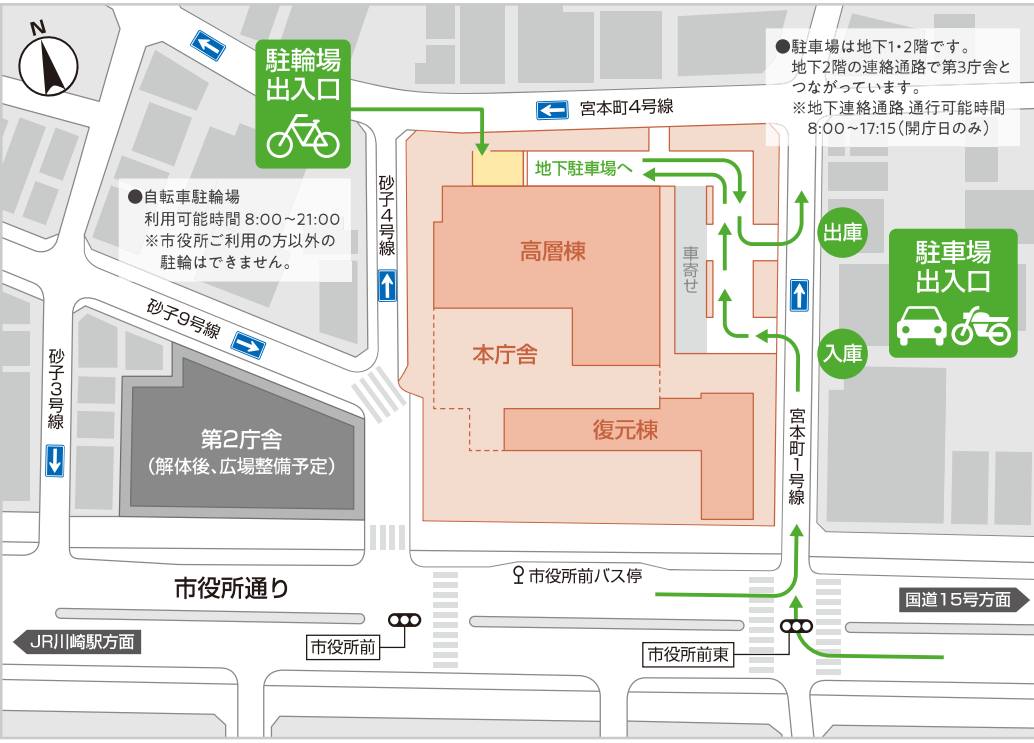 N
駐輪場
出入口
●駐車場は地下1・2階です。
地下2階の連絡通路で第3庁舎と
つながっています。
※地下連絡通路 通行可能時間
8:00～17:15（開庁日のみ）
宮本町4号線
地下駐車場へ
●自転車駐輪場
利用可能時間 8:00～21:00
※市役所ご利用の方以外の
駐輪はできません。
砂子4号線
高層棟
車寄せ
出庫
駐車場
出入口
入庫
砂子9号線
本庁舎
砂子3号線
復元棟
宮本町1号線
第2庁舎
（解体後、広場整備予定）
市役所通り
市役所前バス停
国道15号方面
JR川崎駅方面
市役所前
市役所前東